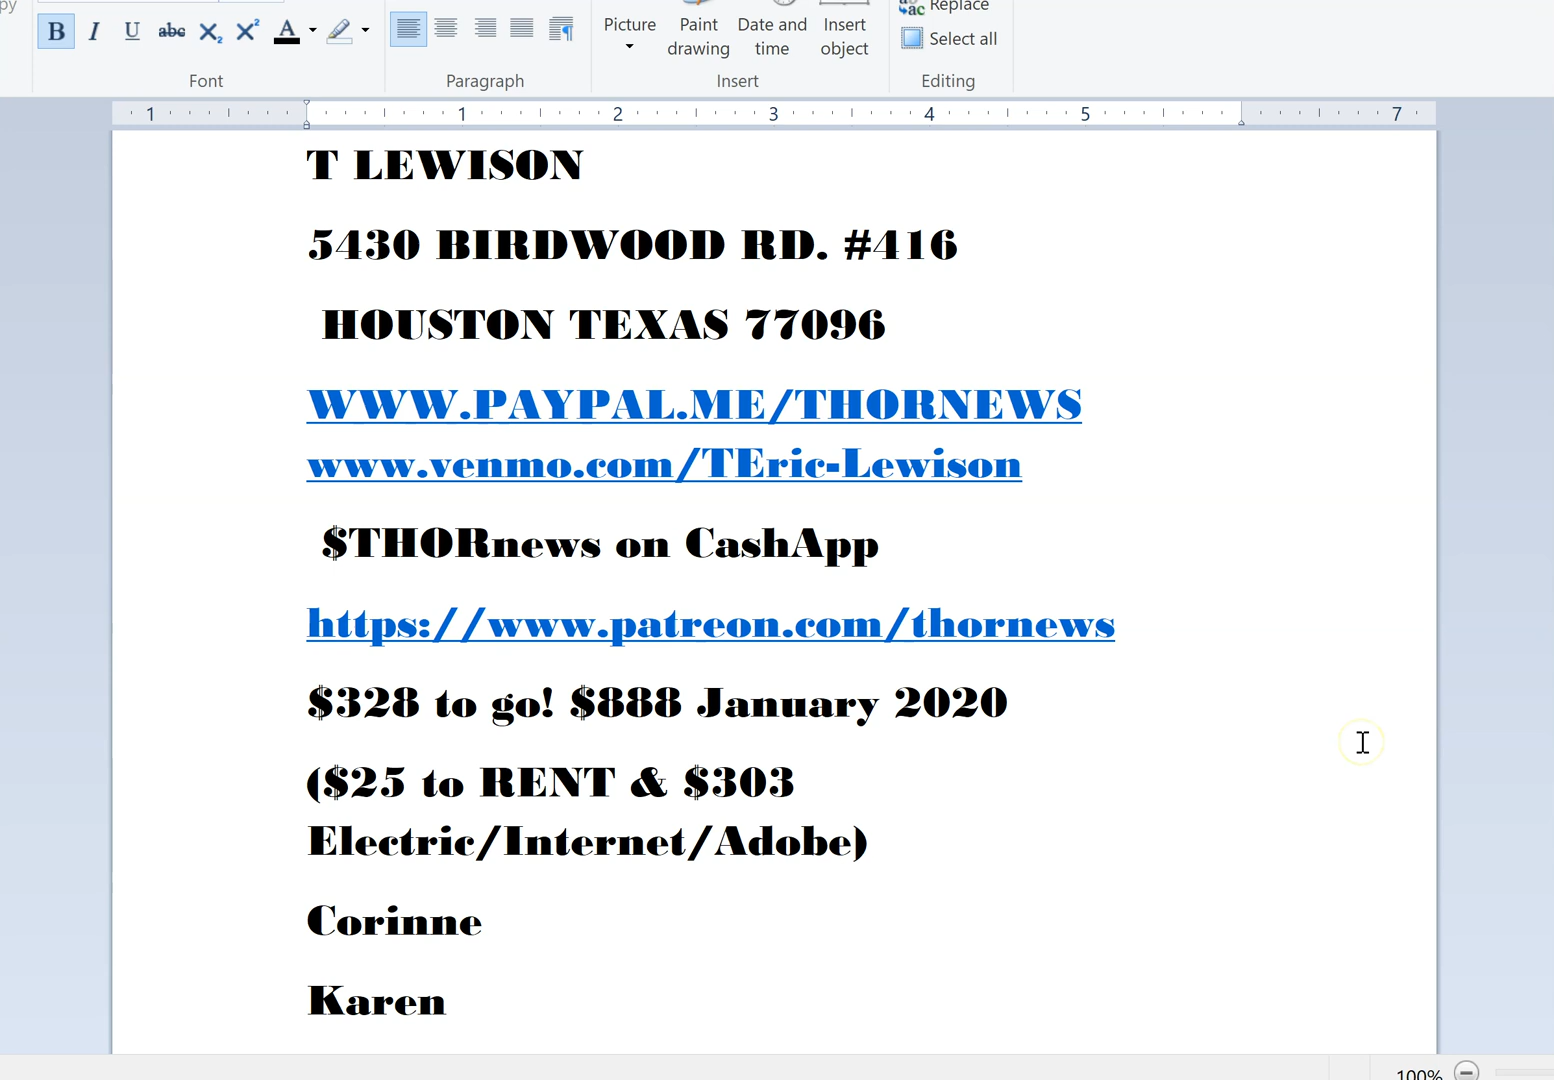 py
B I U abc X₂ X² A
Font
Paragraph
Picture
Paint drawing
Date and time
Insert object
Insert
Replace
Select all
Editing
1 1 2 3 4 5 7
T LEWISON
5430 BIRDWOOD RD. #416
HOUSTON TEXAS 77096
WWW.PAYPAL.ME/THORNEWS
www.venmo.com/TEric-Lewison
$THORnews on CashApp
https://www.patreon.com/thornews
$328 to go! $888 January 2020
($25 to RENT & $303
Electric/Internet/Adobe)
Corinne
Karen
100%